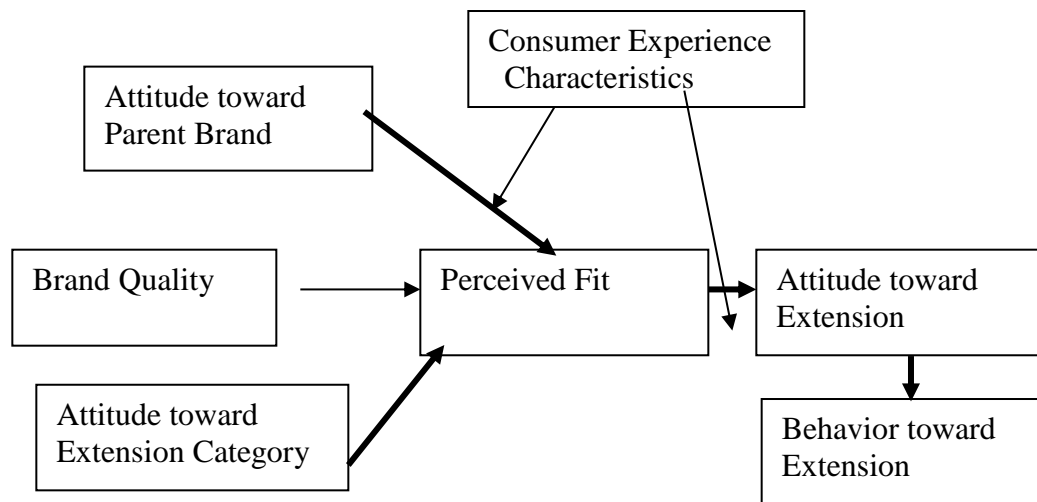 Consumer Experience
Characteristics
Attitude toward
Parent Brand
Brand Quality
Perceived Fit
Attitude toward
Extension
Attitude toward
Extension Category
Behavior toward
Extension